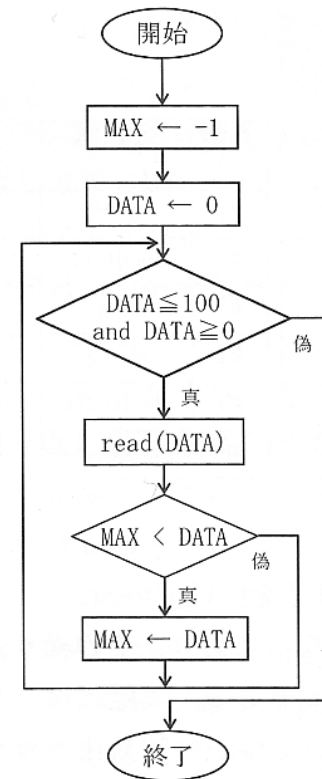 開始
MAX ← -1
DATA ← 0
DATA≦100
and DATA≧0
偽
真
read(DATA)
MAX < DATA
偽
真
MAX ← DATA
終了